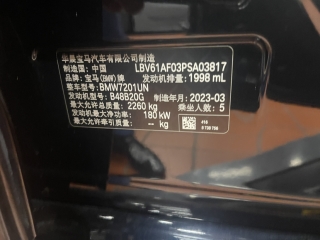 华晨宝马汽车有限公司制造
制造国：中国 LBV61AF03PSA03817
品牌：宝马(BMW)牌 发动机排量：1998 mL
整车型号：BMW7201UN
发动机型号：B48B20G 制造年月：2023-03
最大允许总质量：2260 kg 乘坐人数：5
发动机最大净功率：180 kW
最大允许牵引质量：-- kg